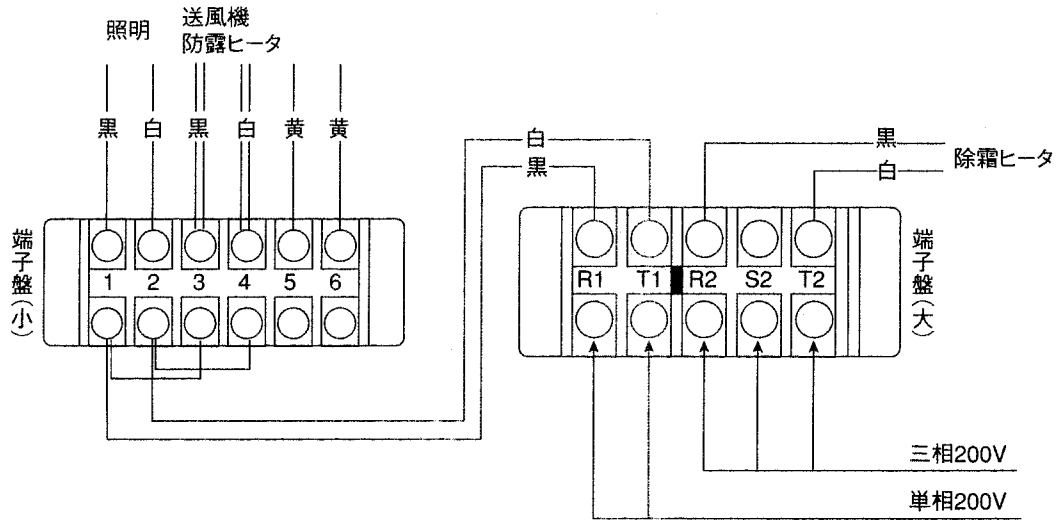 照明
送風機
防露ヒータ
黒 白 黒 白 黄 黄
端子盤(小)
1 2 3 4 5 6
白
黒
黒
白
除霜ヒータ
R1 T1 R2 S2 T2
端子盤(大)
三相200V
単相200V